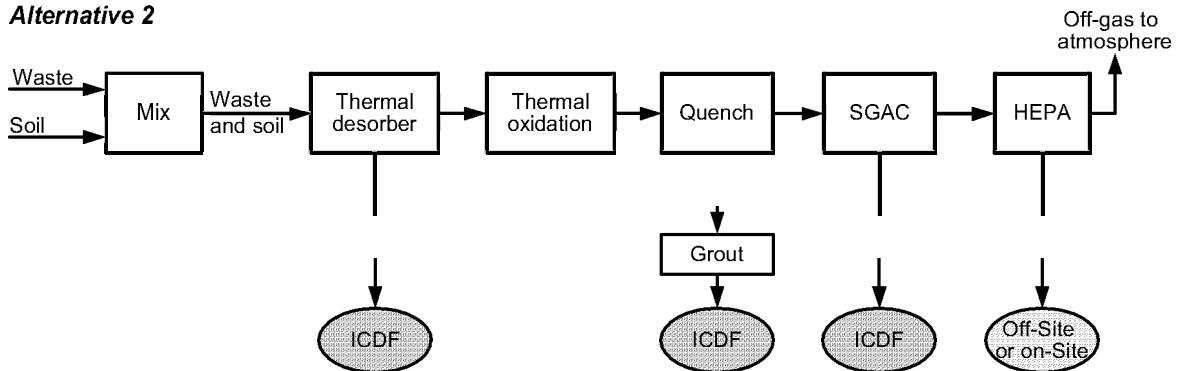 Alternative 2
Off-gas to
atmosphere
Waste
Soil
Mix
Waste
and soil
Thermal
desorber
Thermal
oxidation
Quench
SGAC
HEPA
Grout
ICDF
ICDF
ICDF
Off-Site
or on-Site